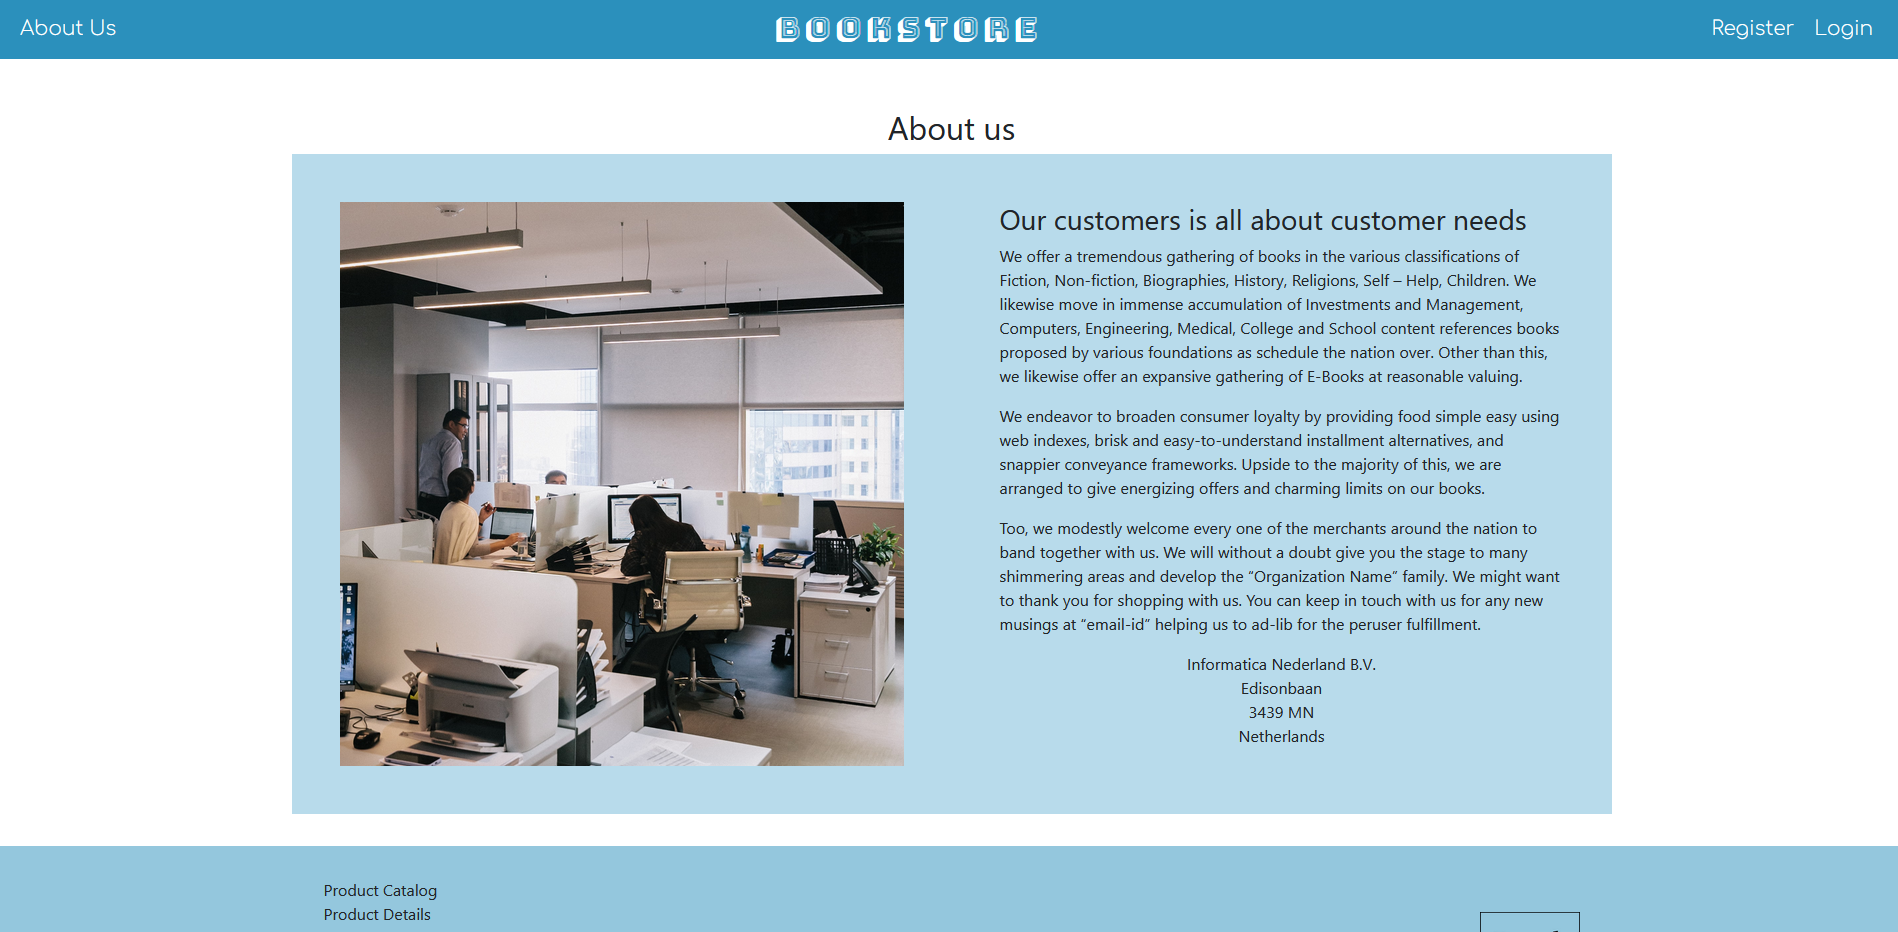 About Us
BOOKSTORE
Register Login
About us
Our customers is all about customer needs
We offer a tremendous gathering of books in the various classifications of
Fiction, Non-fiction, Biographies, History, Religions, Self – Help, Children. We
likewise move in immense accumulation of Investments and Management,
Computers, Engineering, Medical, College and School content references books
proposed by various foundations as schedule the nation over. Other than this,
we likewise offer an expansive gathering of E-Books at reasonable valuing.
We endeavor to broaden consumer loyalty by providing food simple easy using
web indexes, brisk and easy-to-understand installment alternatives, and
snappier conveyance frameworks. Upside to the majority of this, we are
arranged to give energizing offers and charming limits on our books.
Too, we modestly welcome every one of the merchants around the nation to
band together with us. We will without a doubt give you the stage to many
shimmering areas and develop the “Organization Name” family. We might want
to thank you for shopping with us. You can keep in touch with us for any new
musings at “email-id” helping us to ad-lib for the peruser fulfillment.
Informatica Nederland B.V.
Edisonbaan
3439 MN
Netherlands
Product Catalog
Product Details